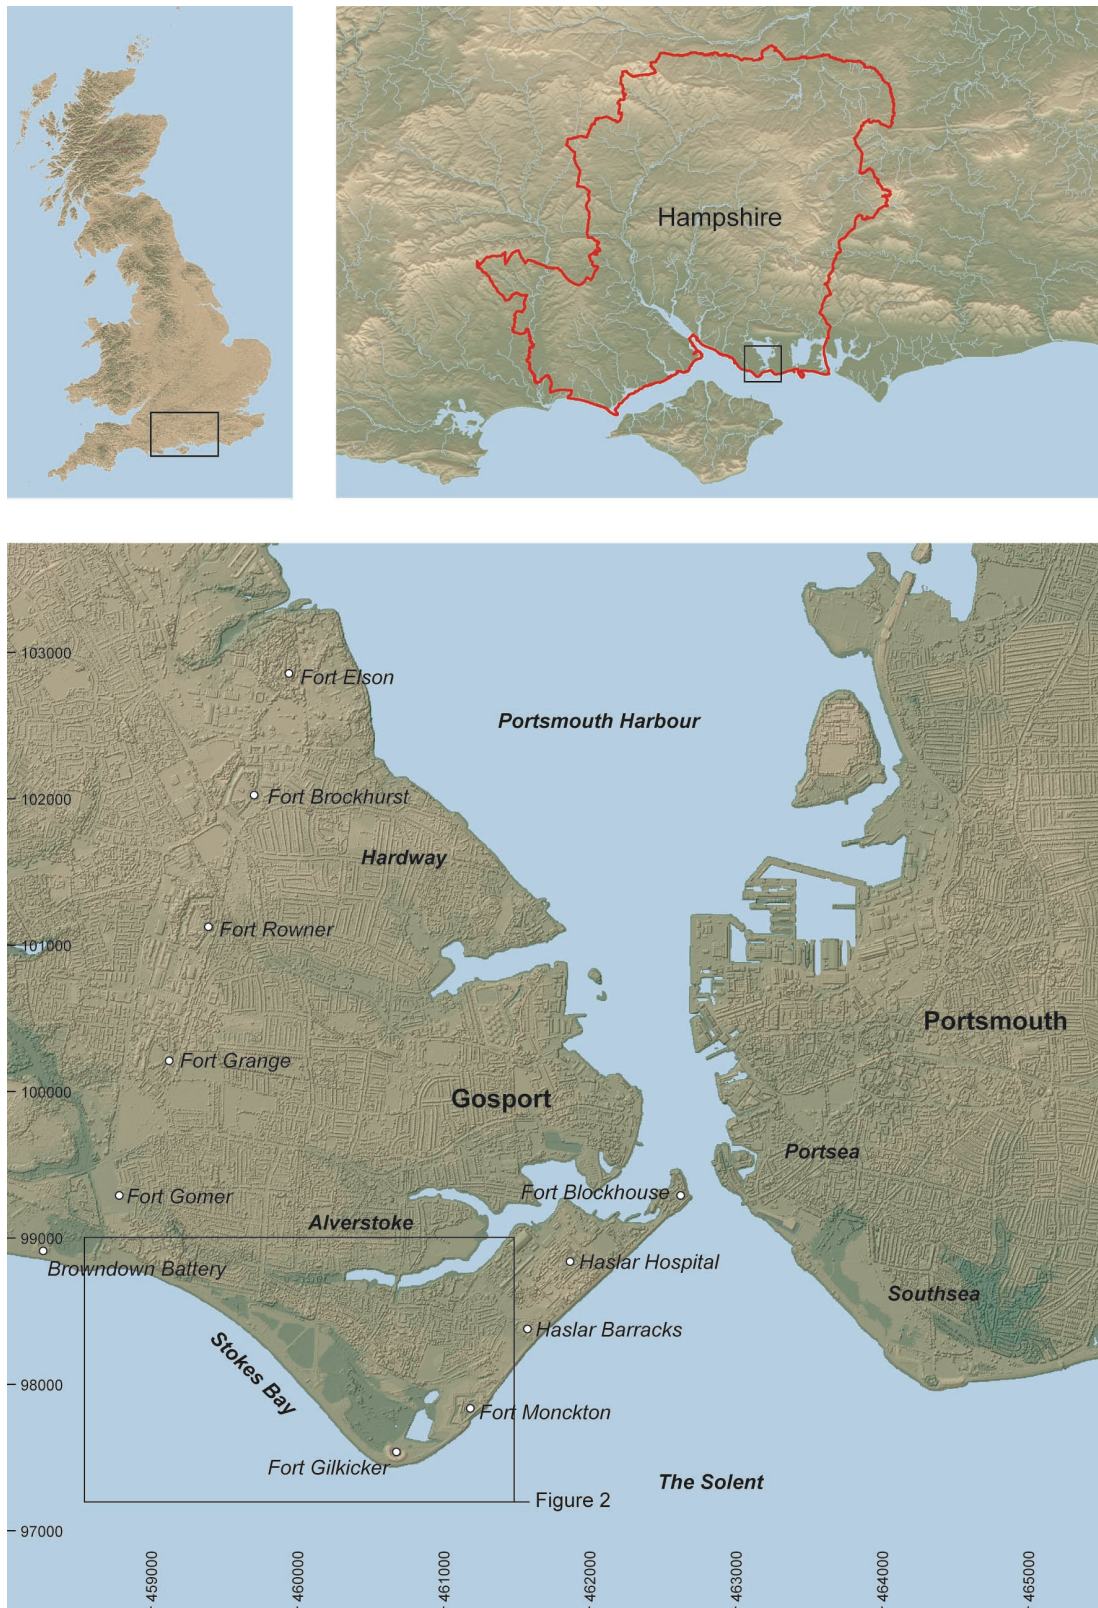 Hampshire
103000
Fort Elson
Portsmouth Harbour
102000
Fort Brockhurst
Hardway
Fort Rowner
101000
Portsmouth
Fort Grange
100000
Gosport
Portsea
Fort Gomer
Fort Blockhouse
Alverstoke
99000
Browndown Battery
Haslar Hospital
Southsea
Haslar Barracks
Stokes Bay
98000
Fort Monckton
Fort Gilkicker
The Solent
Figure 2
97000
459000
460000
461000
462000
463000
464000
465000